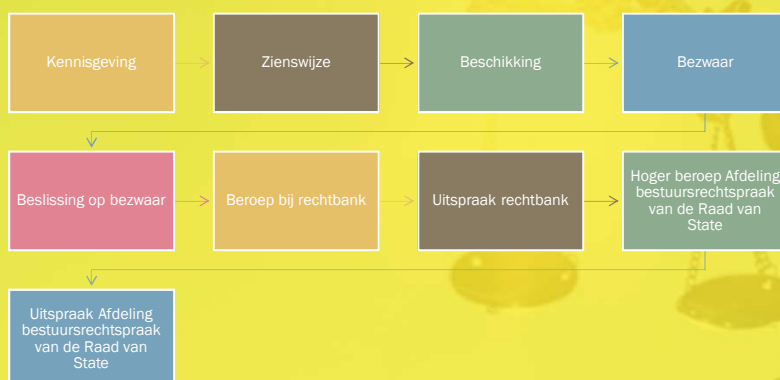 Kennisgeving
Zienswijze
Beschikking
Bezwaar
Beslissing op bezwaar
Beroep bij rechtbank
Uitspraak rechtbank
Hoger beroep Afdeling
bestuursrechtspraak
van de Raad van
State
Uitspraak Afdeling
bestuursrechtspraak
van de Raad van
State